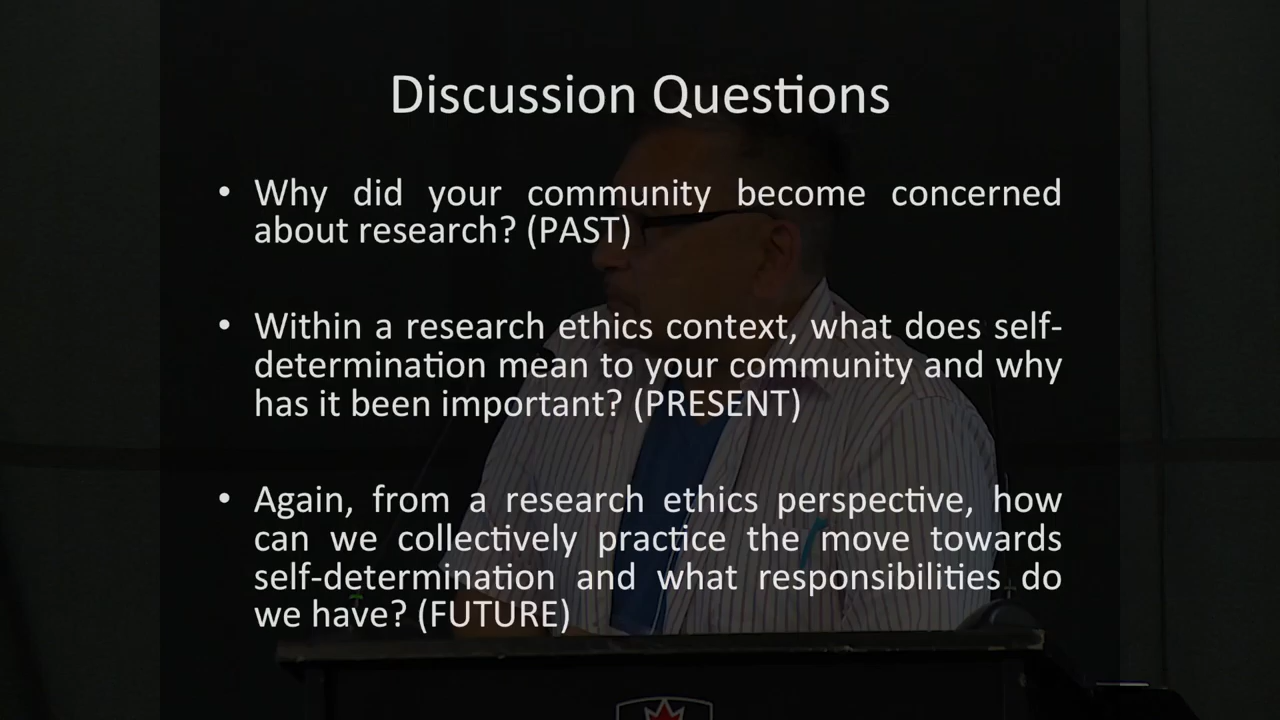 Discussion Questions
• Why did your community become concerned
about research? (PAST)
• Within a research ethics context, what does self-
determination mean to your community and why
has it been important? (PRESENT)
• Again, from a research ethics perspective, how
can we collectively practice the move towards
self-determination and what responsibilities do
we have? (FUTURE)